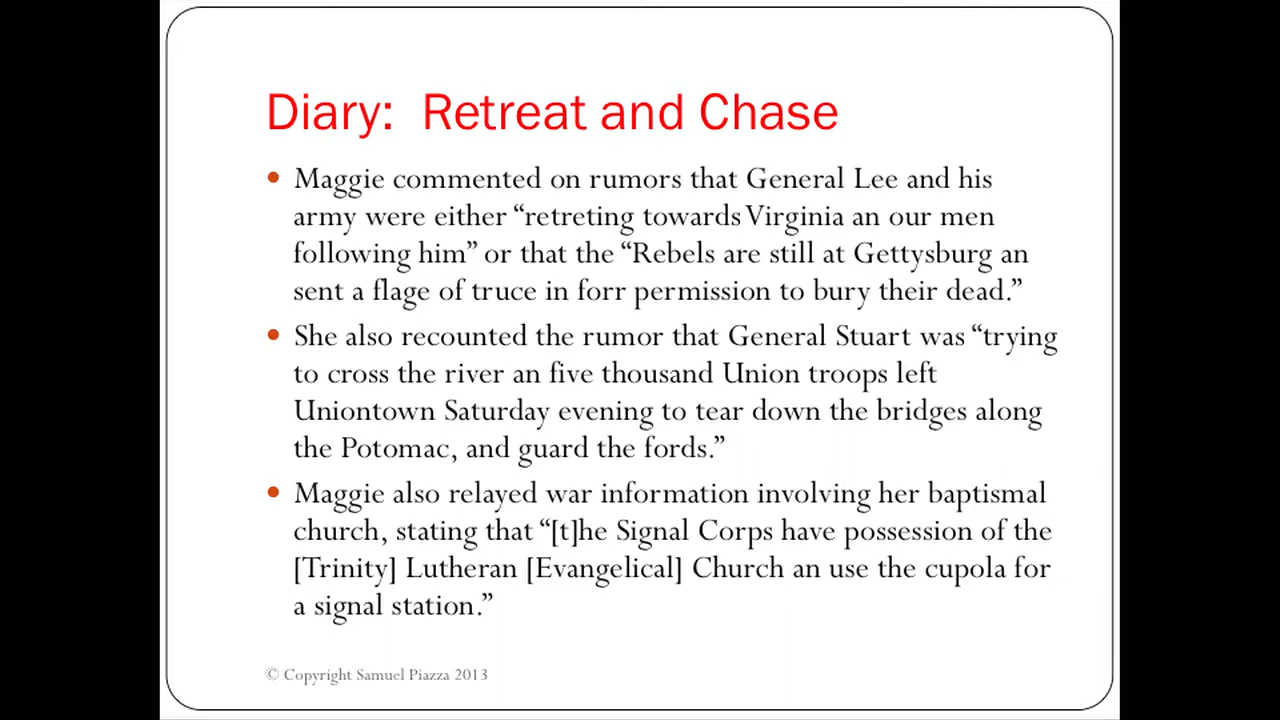 Diary: Retreat and Chase
• Maggie commented on rumors that General Lee and his
army were either “retreting towards Virginia an our men
following him” or that the “Rebels are still at Gettysburg an
sent a flage of truce in forr permission to bury their dead.”
• She also recounted the rumor that General Stuart was “trying
to cross the river an five thousand Union troops left
Uniontown Saturday evening to tear down the bridges along
the Potomac, and guard the fords.”
• Maggie also relayed war information involving her baptismal
church, stating that “[t]he Signal Corps have possession of the
[Trinity] Lutheran [Evangelical] Church an use the cupola for
a signal station.”
© Copyright Samuel Piazza 2013